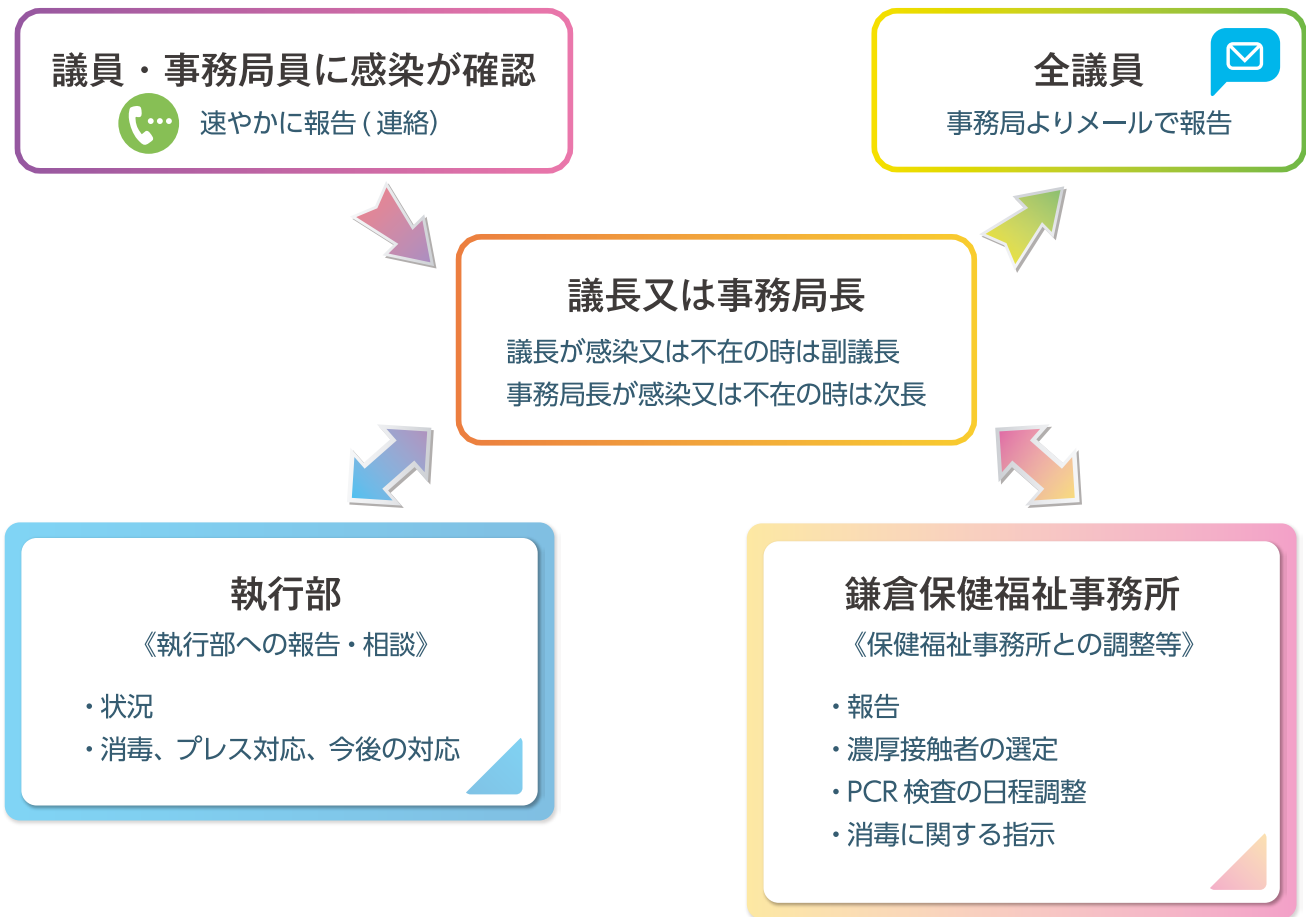 議員・事務局員に感染が確認
速やかに報告(連絡)
全議員
事務局よりメールで報告
議長又は事務局長
議長が感染又は不在の時は副議長
事務局長が感染又は不在の時は次長
執行部
《執行部への報告・相談》
・状況
・消毒、プレス対応、今後の対応
鎌倉保健福祉事務所
《保健福祉事務所との調整等》
・報告
・濃厚接触者の選定
・PCR検査の日程調整
・消毒に関する指示